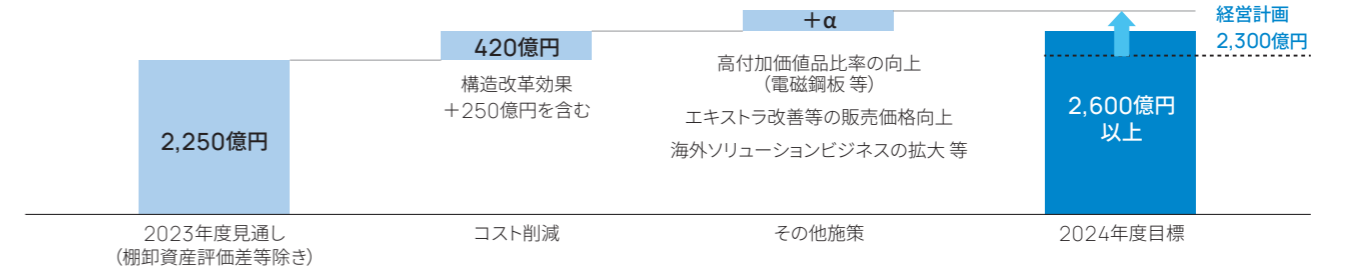 2,250億円
2023年度見通し
（棚卸資産評価差等除き）
420億円
構造改革効果
＋250億円を含む
コスト削減
＋α
高付加価値品比率の向上
（電磁鋼板 等）
エキストラ改善等の販売価格向上
海外ソリューションビジネスの拡大 等
その他施策
経営計画
2,300億円
2,600億円
以上
2024年度目標